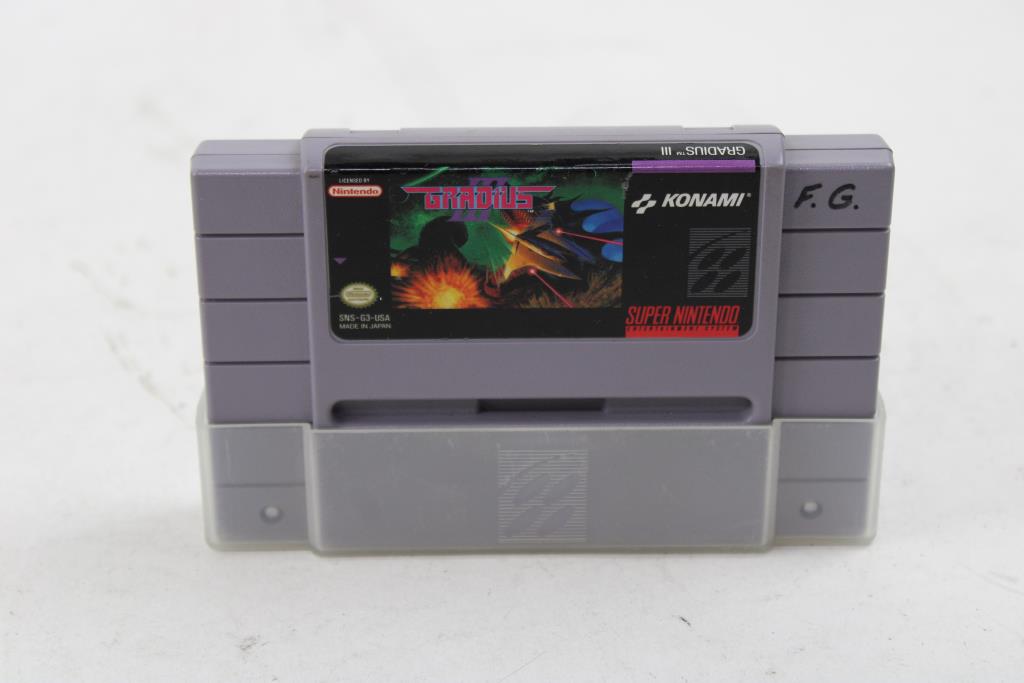 GRADIUS™ III
LICENSED BY
Nintendo
GRADIUS
III
KONAMI®
F. G.
SNS-G3-USA
MADE IN JAPAN
SUPER NINTENDO
ENTERTAINMENT SYSTEM